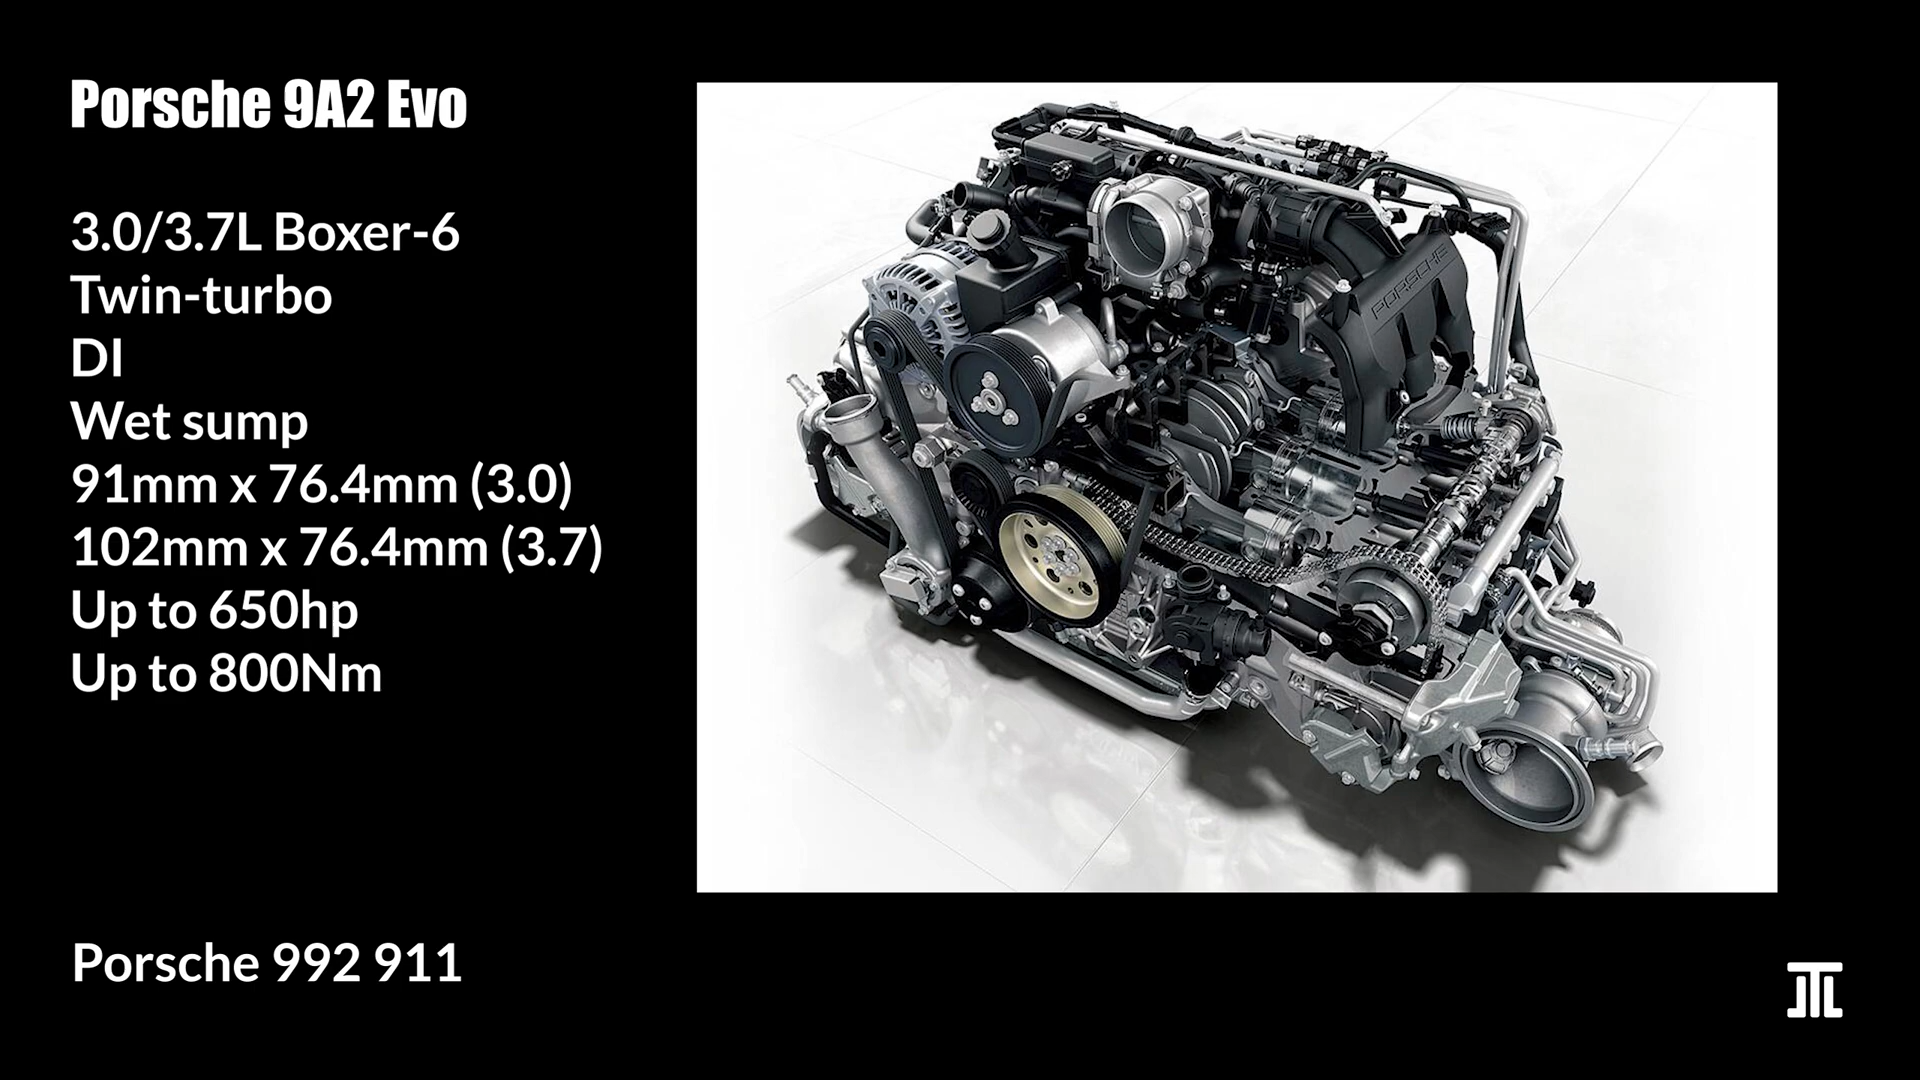 Porsche 9A2 Evo
3.0/3.7L Boxer-6
Twin-turbo
DI
Wet sump
91mm x 76.4mm (3.0)
102mm x 76.4mm (3.7)
Up to 650hp
Up to 800Nm
Porsche 992 911
PORSCHE